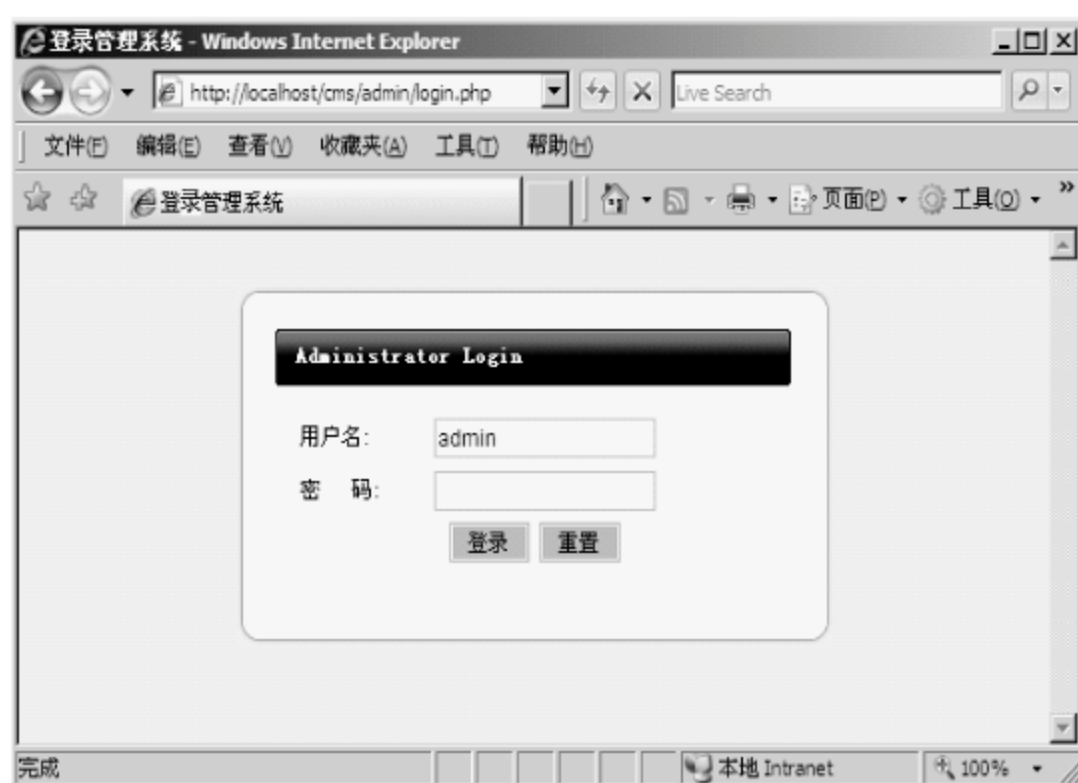 登录管理系统 - Windows Internet Explorer
http://localhost/cms/admin/login.php Live Search
文件(F) 编辑(E) 查看(V) 收藏夹(A) 工具(T) 帮助(H)
登录管理系统 页面(P) 工具(O) »
Administrator Login
用户名: admin
密 码:
登录 重置
完成 本地 Intranet 100%